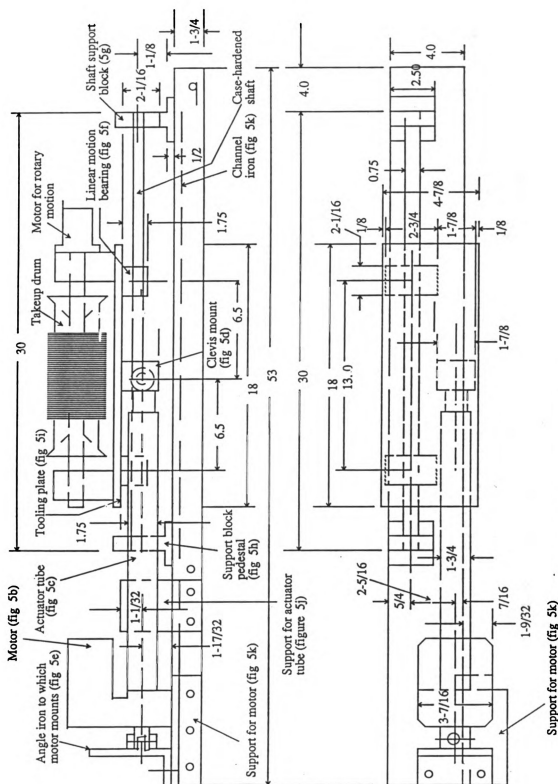 Motor (fig 5b)
Angle iron to which
motor mounts (fig 5e)
Actuator tube
(fig 5c)
Tooling plate (fig 5i)
Takeup drum
Motor for rotary
motion
Linear motion
bearing (fig 5f)
Shaft support
block (5g)
30
2-1/16
1-1/8
1-3/4
1.75
1/2
Case-hardened
shaft
Channel
iron (fig 5k)
Clevis mount
(fig 5d)
6.5
6.5
18
53
1.75
Support block
pedestal
(fig 5h)
1-1/32
1-17/32
Support for actuator
tube (figure 5j)
Support for motor (fig 5k)
4.0
4.0
2.50
0.75
4-7/8
2-1/16
1/8
2-3/4
1-7/8
1/8
1-7/8
30
18
13.0
1-3/4
2-5/16
5/4
7/16
1-9/32
3-7/16
Support for motor (fig 5k)